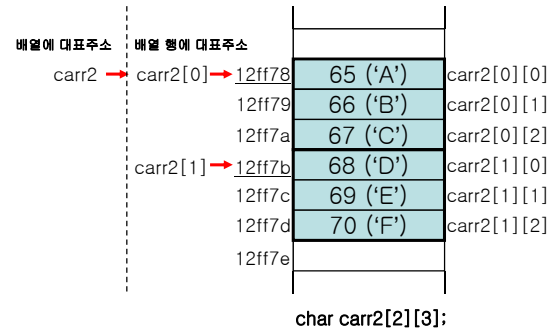 배열에 대표주소 배열 행에 대표주소
carr2 carr2[0] 12ff78 65 (‘A’) carr2[0][0]
12ff79 66 (‘B’) carr2[0][1]
12ff7a 67 (‘C’) carr2[0][2]
carr2[1] 12ff7b 68 (‘D’) carr2[1][0]
12ff7c 69 (‘E’) carr2[1][1]
12ff7d 70 (‘F’) carr2[1][2]
12ff7e
char carr2[2][3];